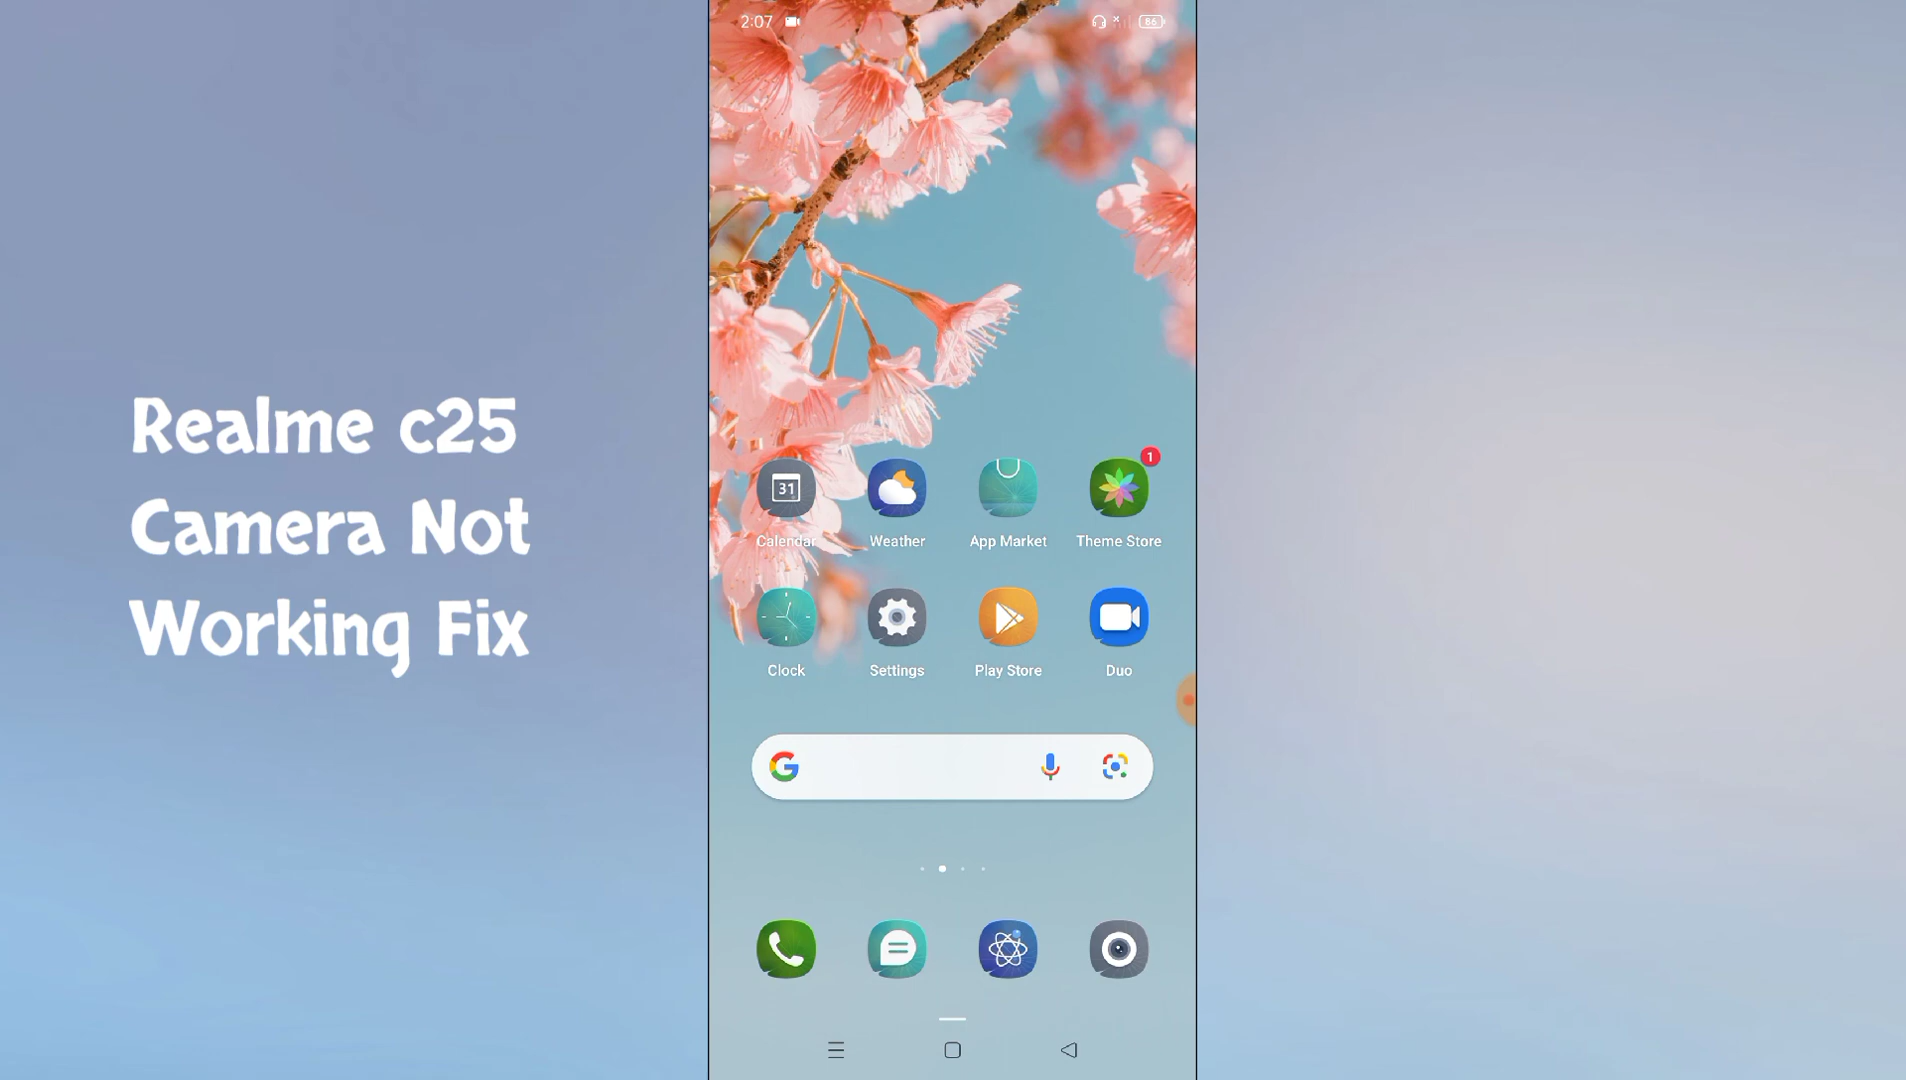 2:07
86
Realme c25
Camera Not
Working Fix
1
31
Calendar
Weather
App Market
Theme Store
Clock
Settings
Play Store
Duo
G